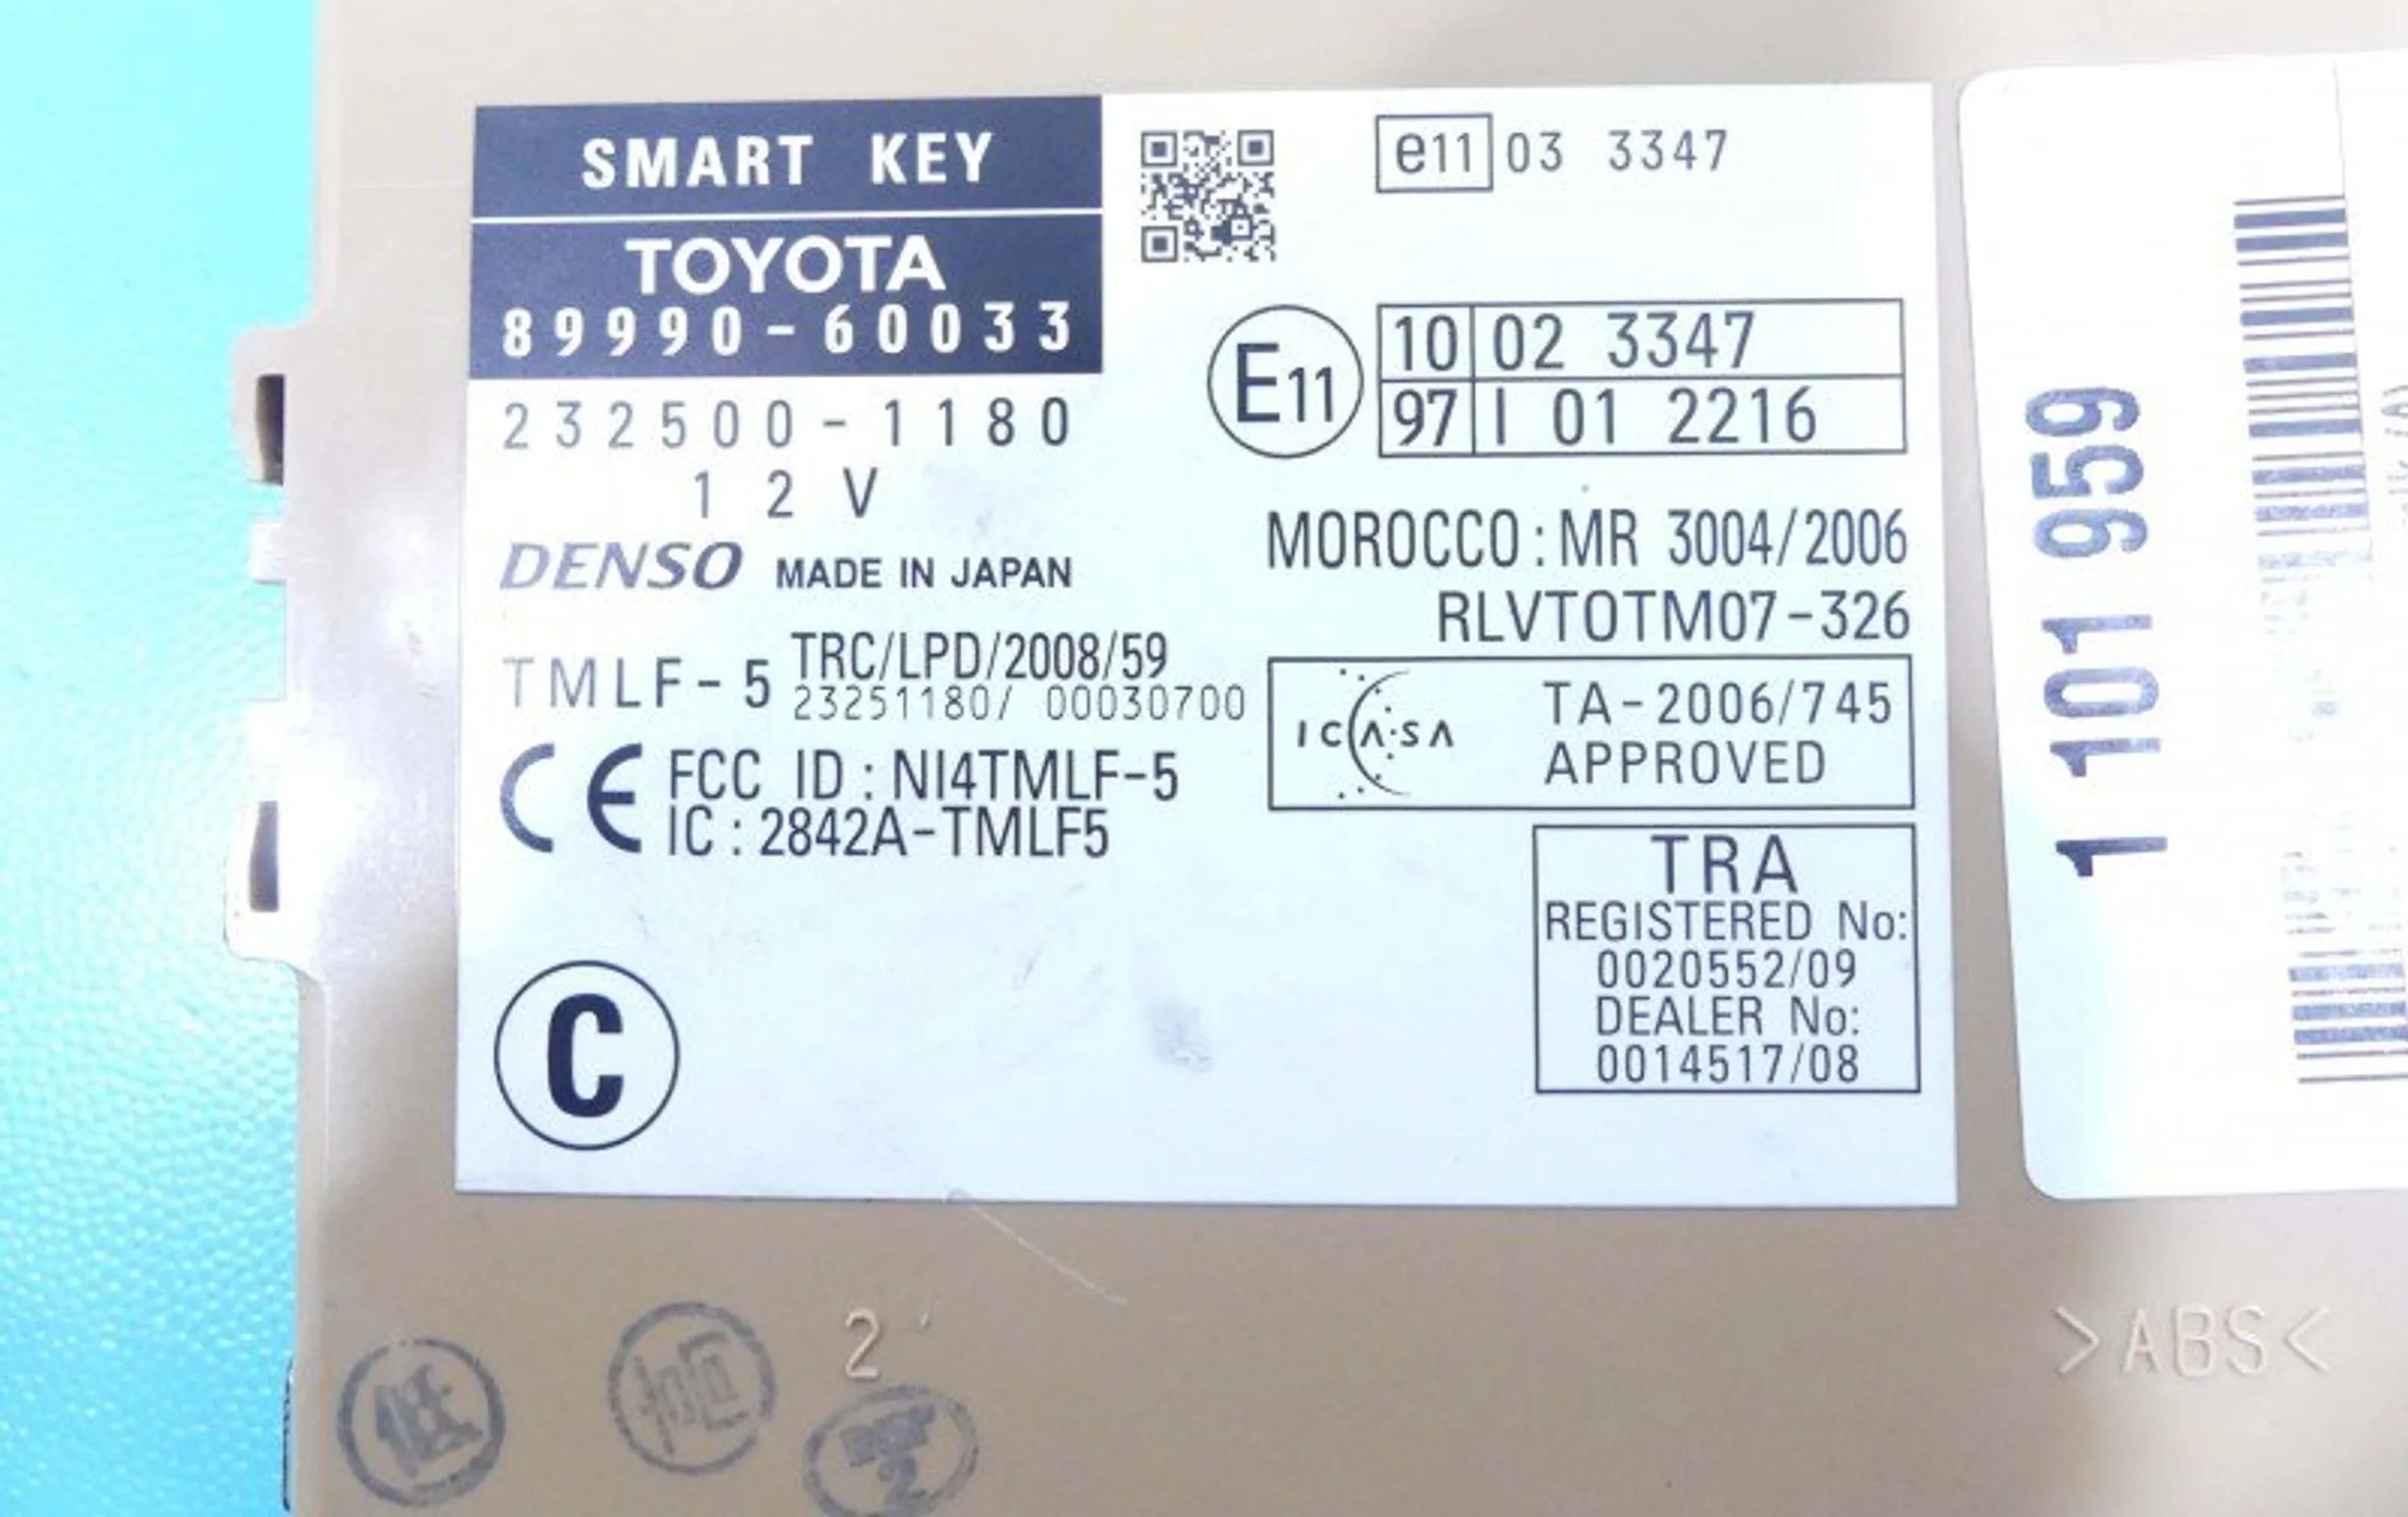 SMART KEY
TOYOTA
89990-60033
232500-1180
12V
DENSO MADE IN JAPAN
TMLF-5 TRC/LPD/2008/59
23251180/ 00030700
CE FCC ID : NI4TMLF-5
IC : 2842A-TMLF5
C
e11 03 3347
E11 10 02 3347
97 I 01 2216
MOROCCO : MR 3004/2006
RLVTOTM07-326
ICASA TA-2006/745
APPROVED
TRA
REGISTERED No:
0020552/09
DEALER No:
0014517/08
1 101 959
2
>ABS<